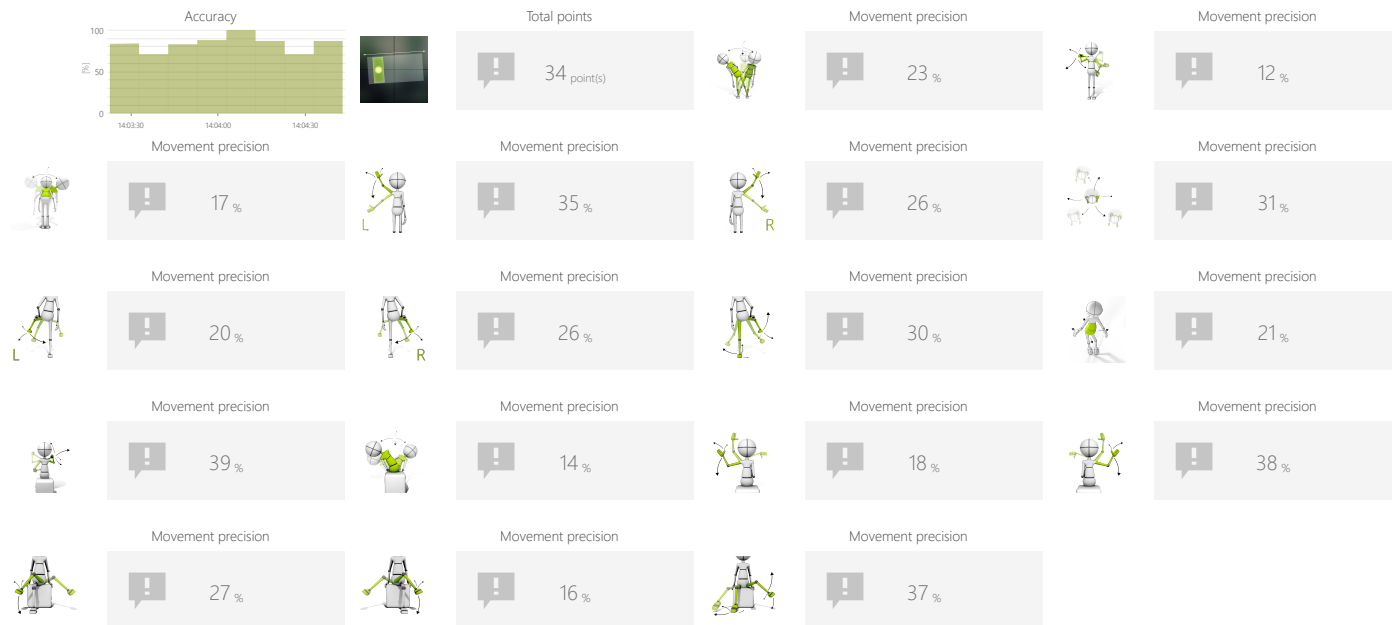 Accuracy
Total points
Movement precision
Movement precision
100
50
0
[%]
14:03:30
14:04:00
14:04:30
34 point(s)
23 %
12 %
Movement precision
Movement precision
Movement precision
Movement precision
17 %
L
35 %
R
26 %
31 %
Movement precision
Movement precision
Movement precision
Movement precision
L
20 %
R
26 %
30 %
21 %
Movement precision
Movement precision
Movement precision
Movement precision
39 %
14 %
18 %
38 %
Movement precision
Movement precision
Movement precision
27 %
16 %
37 %